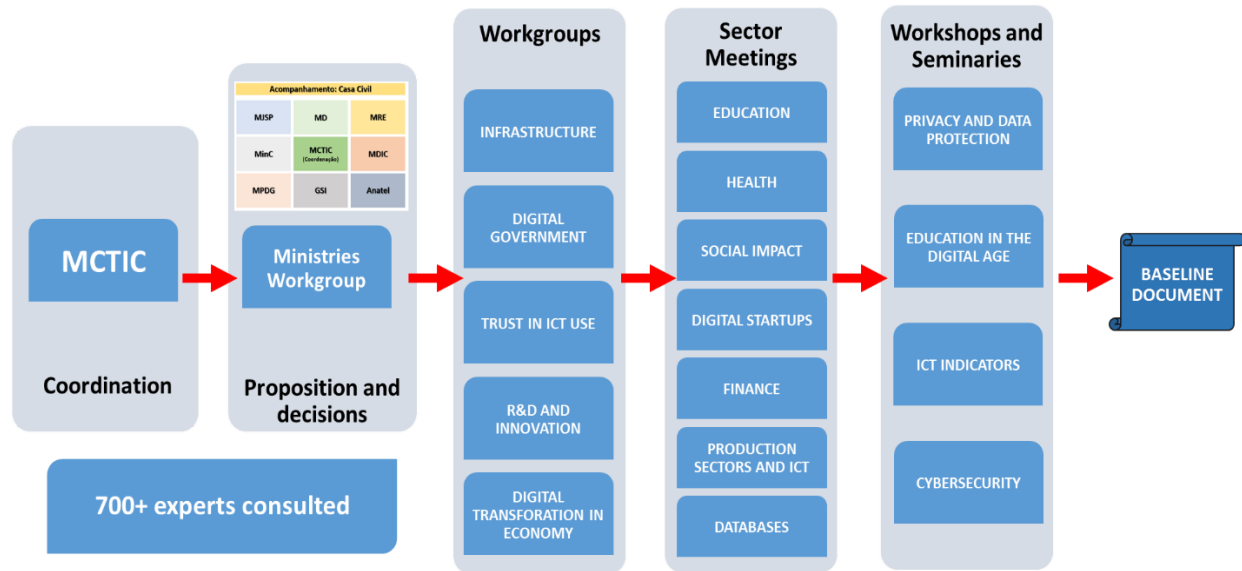 MCTIC
Coordination
Acompanhamento: Casa Civil
MJSP
MD
MRE
MinC
MCTIC
(Coordenação)
MDIC
MPDG
GSI
Anatel
Ministries
Workgroup
Proposition and
decisions
700+ experts consulted
Workgroups
INFRASTRUCTURE
DIGITAL
GOVERNMENT
TRUST IN ICT USE
R&D AND
INNOVATION
DIGITAL
TRANSFORATION IN
ECONOMY
Sector
Meetings
EDUCATION
HEALTH
SOCIAL IMPACT
DIGITAL STARTUPS
FINANCE
PRODUCTION
SECTORS AND ICT
DATABASES
Workshops and
Seminaries
PRIVACY AND DATA
PROTECTION
EDUCATION IN THE
DIGITAL AGE
ICT INDICATORS
CYBERSECURITY
BASELINE
DOCUMENT